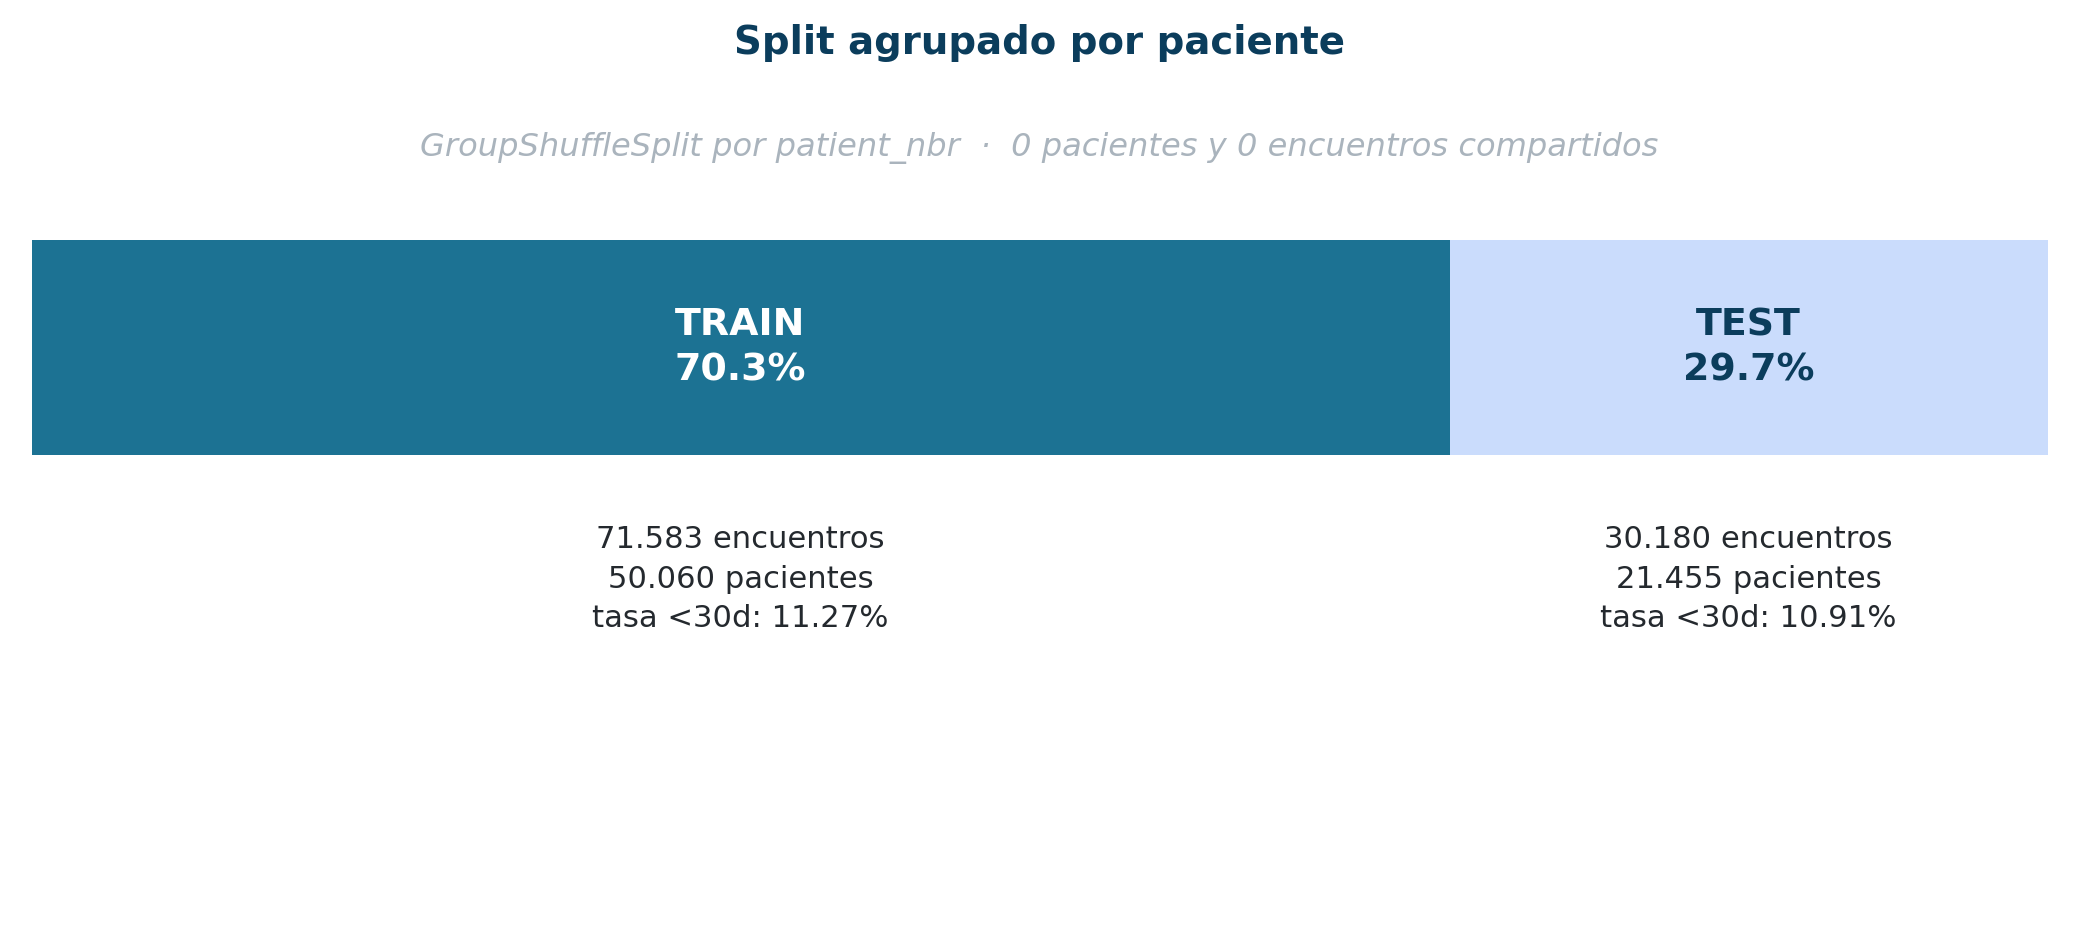 Split agrupado por paciente
GroupShuffleSplit por patient_nbr · 0 pacientes y 0 encuentros compartidos
TRAIN
70.3%
TEST
29.7%
71.583 encuentros
50.060 pacientes
tasa <30d: 11.27%
30.180 encuentros
21.455 pacientes
tasa <30d: 10.91%